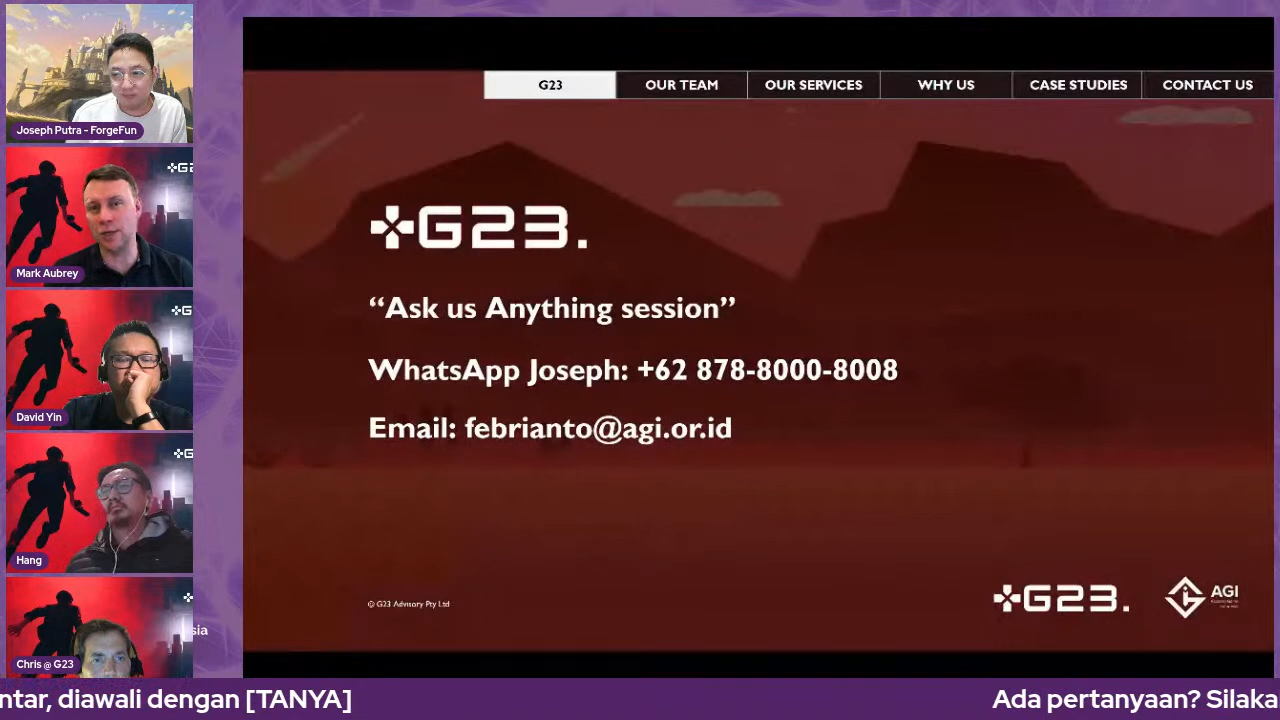 Joseph Putra - ForgeFun
G23
Mark Aubrey
G
David Yin
G
Hang
Chris @ G23
sia
G23
OUR TEAM
OUR SERVICES
WHY US
CASE STUDIES
CONTACT US
G23.
“Ask us Anything session”
WhatsApp Joseph: +62 878-8000-8008
Email: febrianto@agi.or.id
© G23 Advisory Pty Ltd
G23.
AGI
ntar, diawali dengan [TANYA]
Ada pertanyaan? Silaka